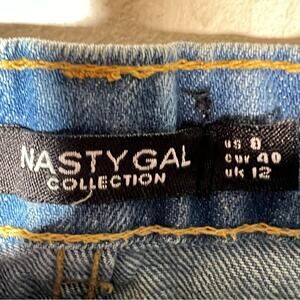 NASTY GAL
COLLECTION
us 8
eur 40
uk 12